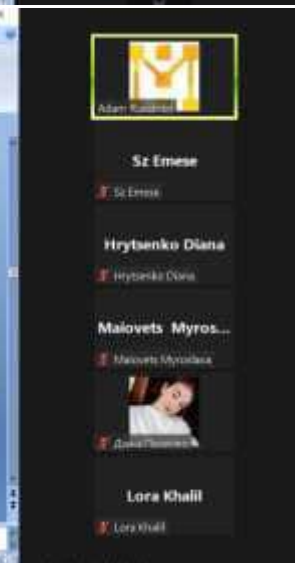 Adam
Sz Emese
Sz Emese
Hrytsenko Diana
Hrytsenko Diana
Maiovets Myros...
Maiovets Myroslava
Lora Khalil
Lora Khalil